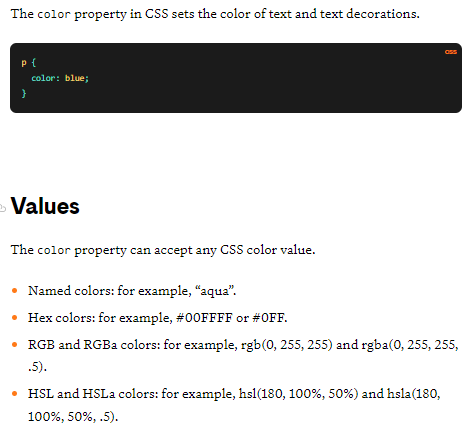 The color property in CSS sets the color of text and text decorations.
CSS
p {
  color: blue;
}
Values
The color property can accept any CSS color value.
Named colors: for example, “aqua”.
Hex colors: for example, #00FFFF or #0FF.
RGB and RGBa colors: for example, rgb(0, 255, 255) and rgba(0, 255, 255,
.5).
HSL and HSLa colors: for example, hsl(180, 100%, 50%) and hsla(180,
100%, 50%, .5).